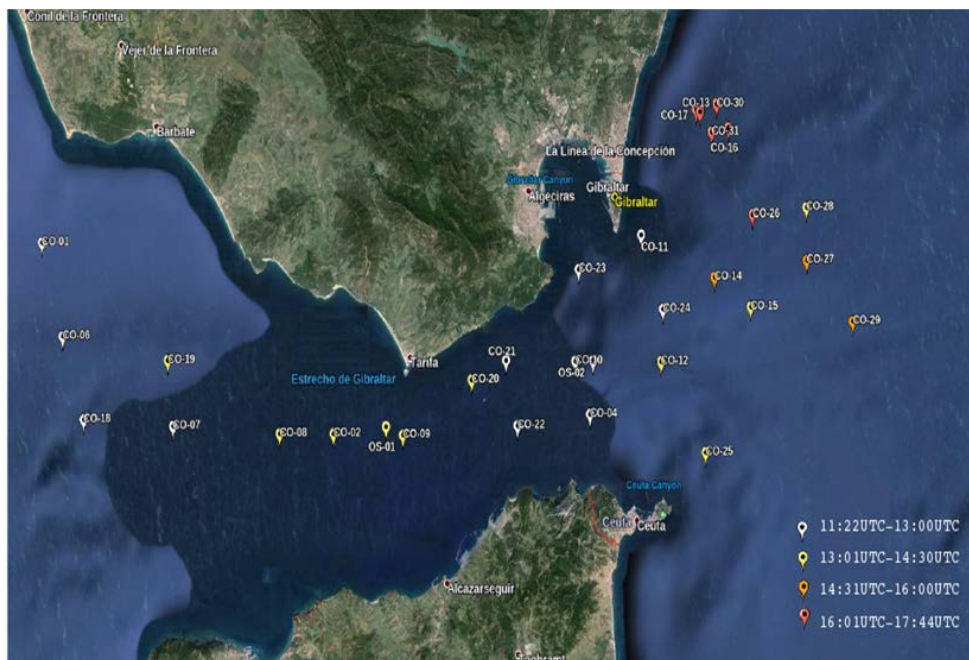 Conil de la Frontera
Vejer de la Frontera
Barbate
CO-13
CO-30
CO-17
CO-31
CO-16
La Línea de la Concepción
Gibraltar Canyon
Algeciras
Gibraltar
Gibraltar
CO-26
CO-28
CO-11
CO-01
CO-23
CO-27
CO-14
CO-24
CO-15
CO-29
CO-06
CO-19
Tarifa
CO-21
OS-02
CO-12
Estrecho de Gibraltar
CO-20
CO-18
CO-07
CO-08
CO-02
OS-01
CO-09
CO-22
CO-04
CO-25
Ceuta Canyon
Ceuta
Ceuta
Alcazarseguir
11:22UTC-13:00UTC
13:01UTC-14:30UTC
14:31UTC-16:00UTC
16:01UTC-17:44UTC